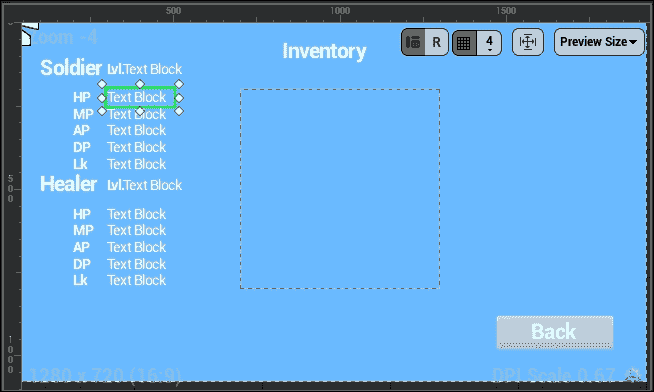 500 1000 1500
Zoom -4
R 4 Preview Size
Inventory
Soldier Lvl.Text Block
HP Text Block
MP Text Block
AP Text Block
DP Text Block
Lk Text Block
500
Healer Lvl.Text Block
HP Text Block
MP Text Block
AP Text Block
DP Text Block
Lk Text Block
Back
1000
1280 x 720 (16:9) DPI Scale 0.67